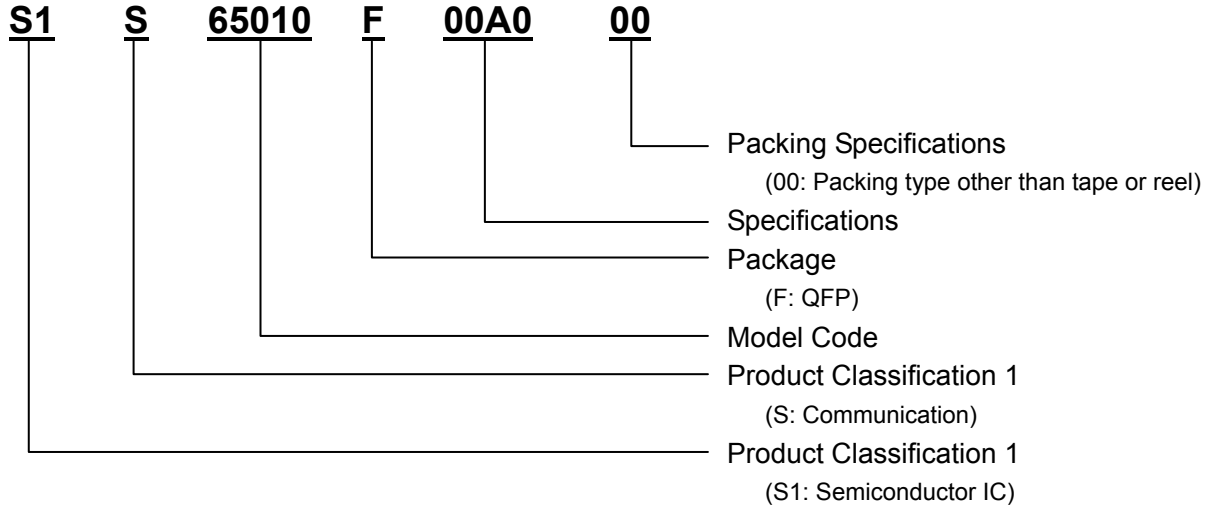 S1 S 65010 F 00A0 00
Packing Specifications
(00: Packing type other than tape or reel)
Specifications
Package
(F: QFP)
Model Code
Product Classification 1
(S: Communication)
Product Classification 1
(S1: Semiconductor IC)